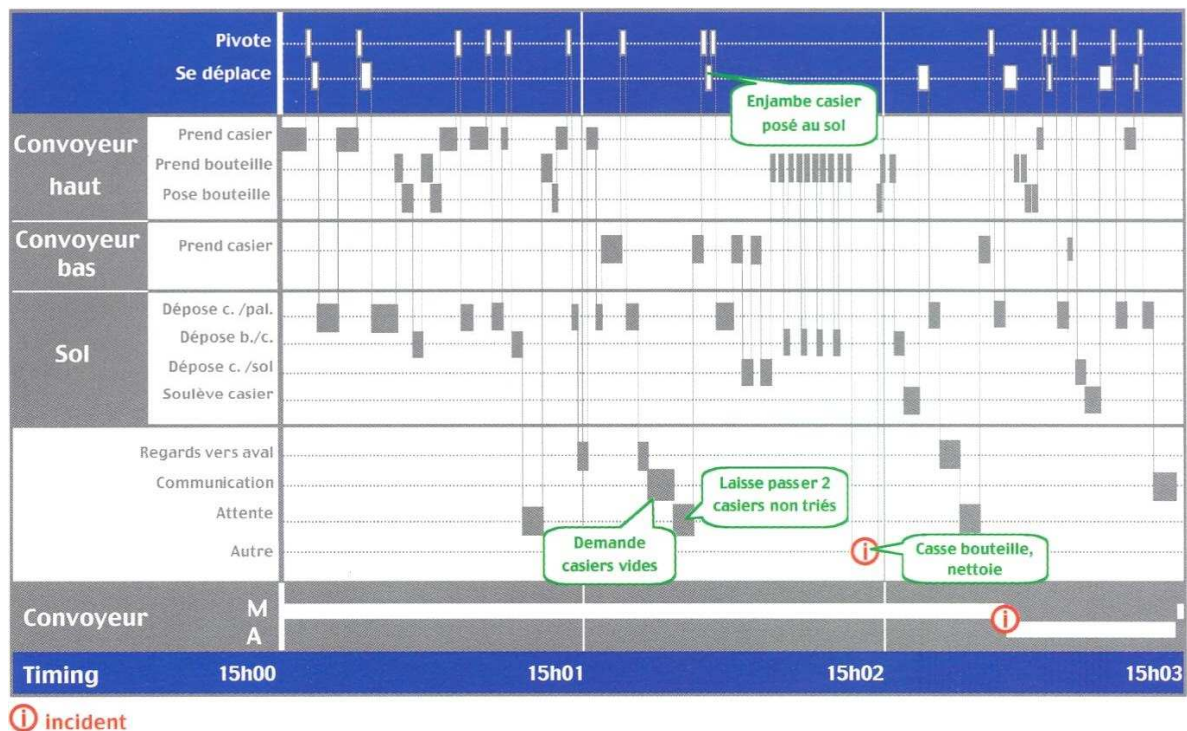 Pivote
Se déplace
Enjambe casier
posé au sol
Convoyeur
haut
Prend casier
Prend bouteille
Pose bouteille
Convoyeur
bas
Prend casier
Sol
Dépose c. /pal.
Dépose b./c.
Dépose c. /sol
Soulève casier
Regards vers aval
Communication
Attente
Autre
Laisse passer 2
casiers non triés
Demande
casiers vides
i
Casse bouteille,
nettoie
Convoyeur
M
A
i
Timing 15h00 15h01 15h02 15h03
i incident